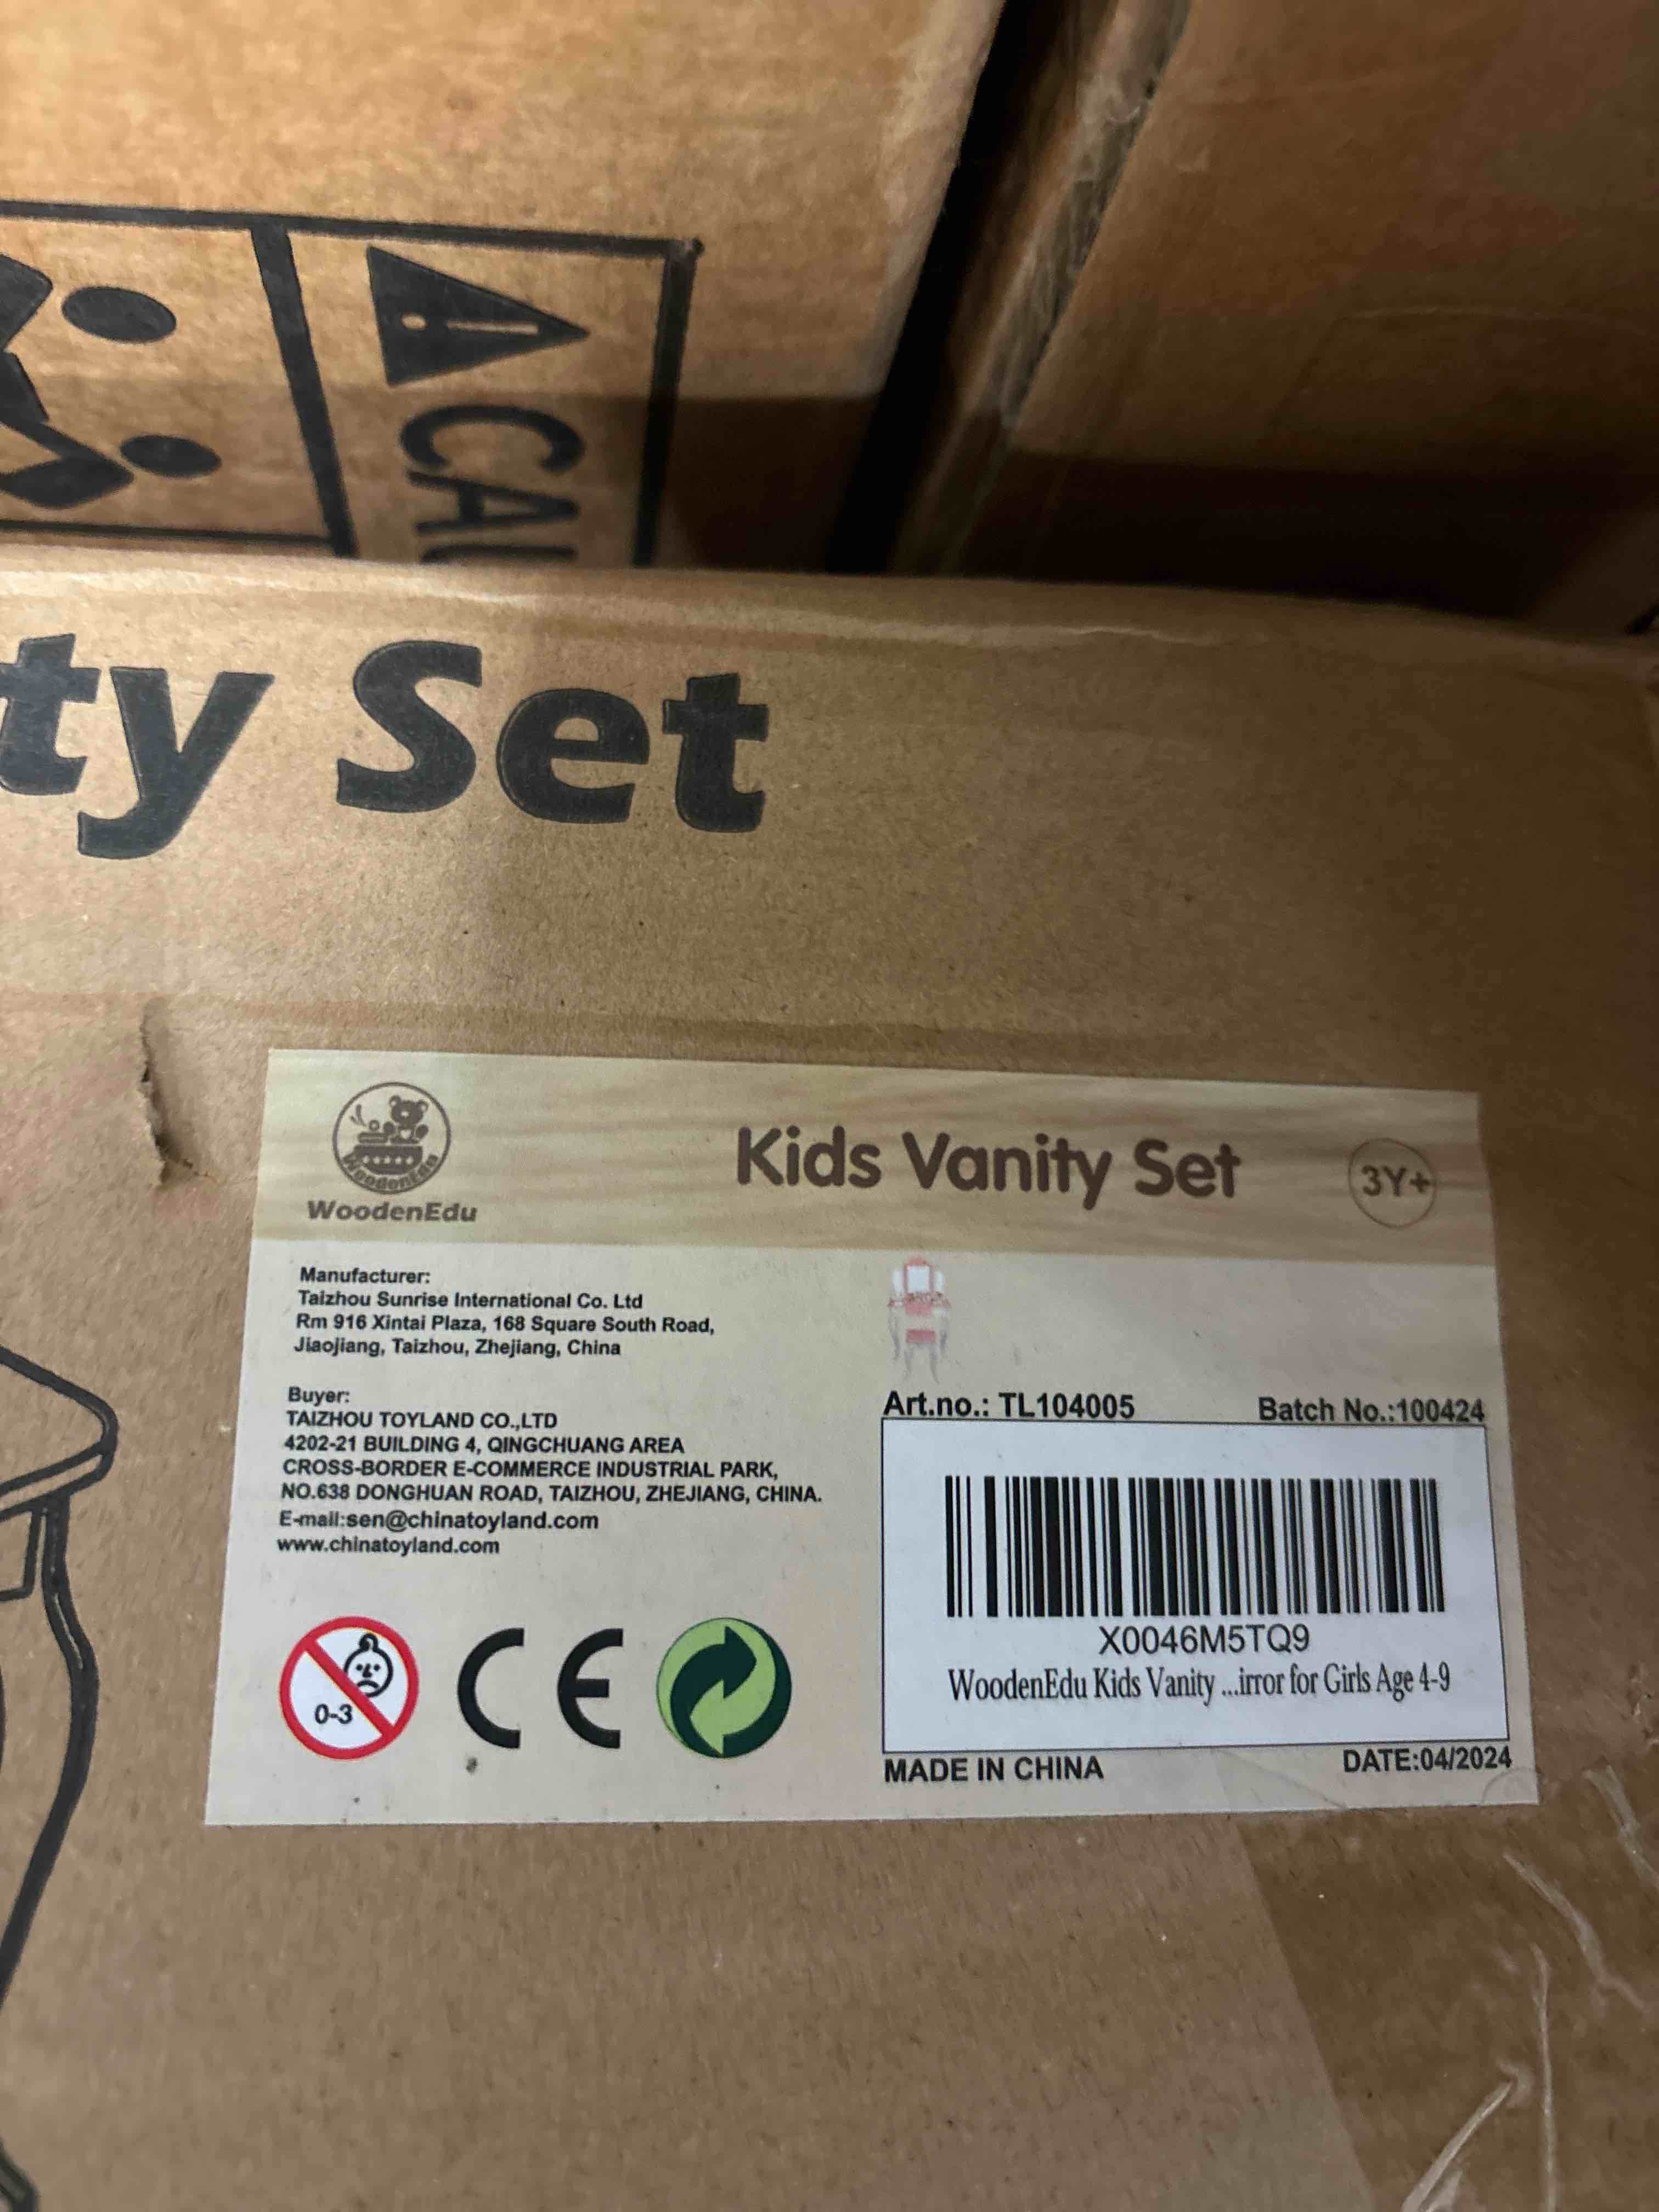 CAU
ty Set
WoodenEdu
WoodenEdu
Kids Vanity Set
3Y+
Manufacturer:
Taizhou Sunrise International Co. Ltd
Rm 916 Xintai Plaza, 168 Square South Road,
Jiaojiang, Taizhou, Zhejiang, China
Buyer:
TAIZHOU TOYLAND CO.,LTD
4202-21 BUILDING 4, QINGCHUANG AREA
CROSS-BORDER E-COMMERCE INDUSTRIAL PARK,
NO.638 DONGHUAN ROAD, TAIZHOU, ZHEJIANG, CHINA.
E-mail:sen@chinatoyland.com
www.chinatoyland.com
0-3
CE
Art.no.: TL104005
Batch No.:100424
X0046M5TQ9
WoodenEdu Kids Vanity ...irror for Girls Age 4-9
MADE IN CHINA
DATE:04/2024